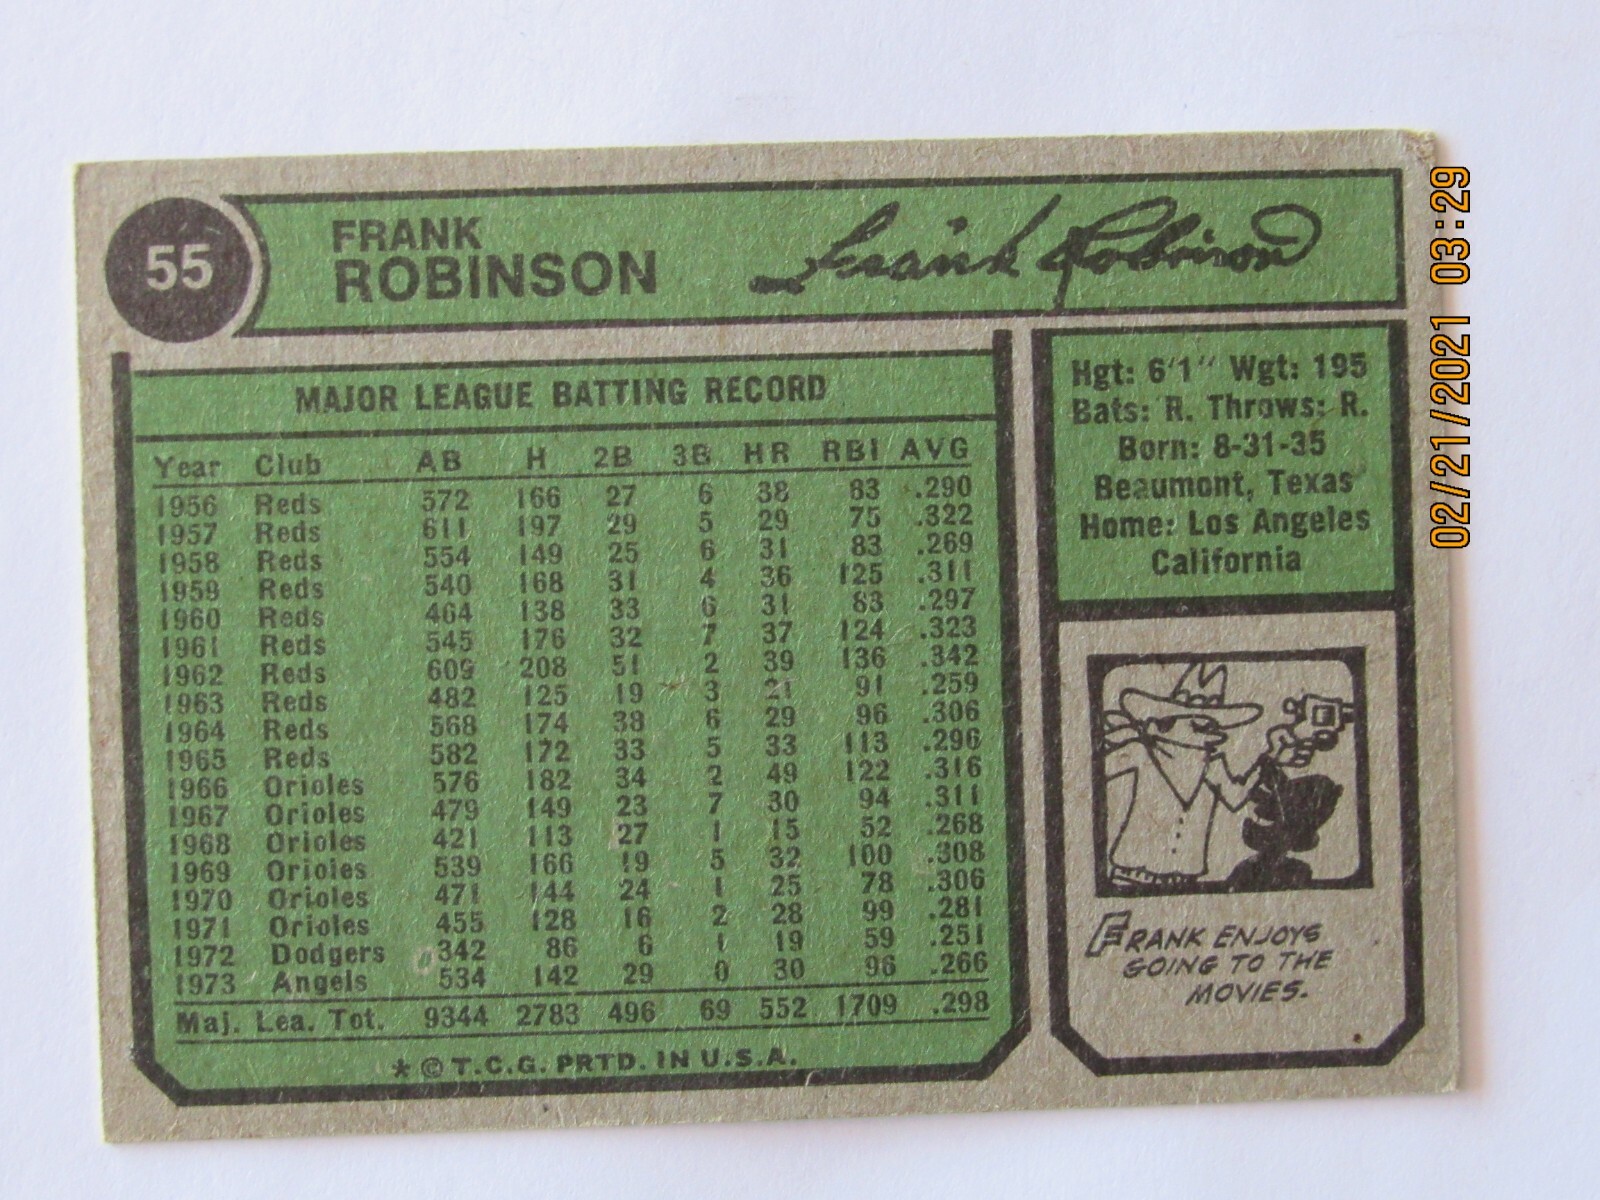 55
FRANK
ROBINSON
Frank Robinson
MAJOR LEAGUE BATTING RECORD
Year Club AB H 2B 3B HR RBI AVG
1956 Reds 572 166 27 6 38 83 .290
1957 Reds 611 197 29 5 29 75 .322
1958 Reds 554 149 25 6 31 83 .269
1959 Reds 540 168 31 4 36 125 .311
1960 Reds 464 138 33 6 31 83 .297
1961 Reds 545 176 32 7 37 124 .323
1962 Reds 609 208 51 2 39 136 .342
1963 Reds 482 125 19 3 21 91 .259
1964 Reds 568 174 38 6 29 96 .306
1965 Reds 582 172 33 5 33 113 .296
1966 Orioles 576 182 34 2 49 122 .316
1967 Orioles 479 149 23 7 30 94 .311
1968 Orioles 421 113 27 1 15 52 .268
1969 Orioles 539 166 19 5 32 100 .308
1970 Orioles 471 144 24 1 25 78 .306
1971 Orioles 455 128 16 2 28 99 .281
1972 Dodgers 342 86 6 1 19 59 .251
1973 Angels 534 142 29 0 30 96 .266
Maj. Lea. Tot. 9344 2783 496 69 552 1709 .298
* © T.C.G. PRTD. IN U.S.A.
Hgt: 6'1" Wgt: 195
Bats: R. Throws: R.
Born: 8-31-35
Beaumont, Texas
Home: Los Angeles
California
FRANK ENJOYS
GOING TO THE
MOVIES.
02/21/2021 03:29